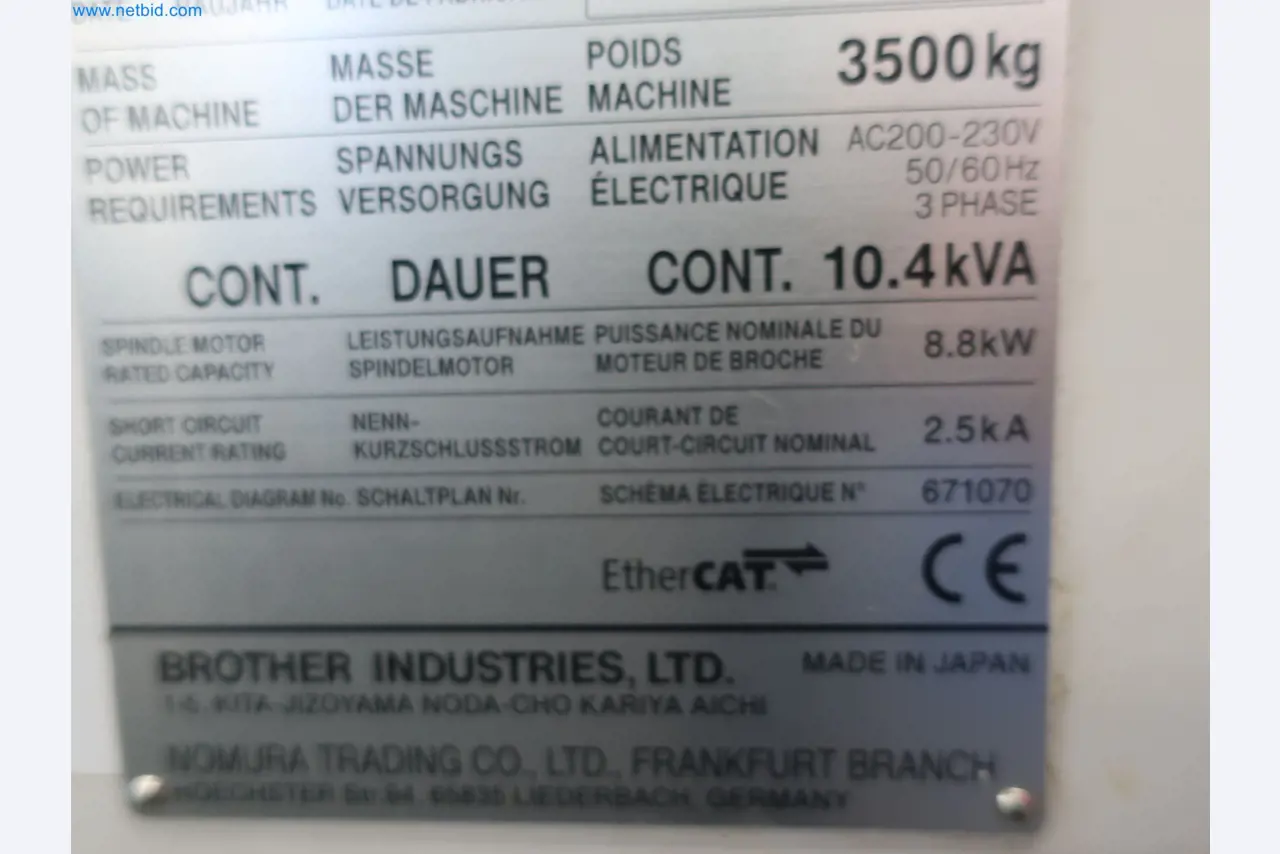 www.netbid.com
MASS MASSE POIDS 3500kg
OF MACHINE DER MASCHINE MACHINE
POWER SPANNUNGS ALIMENTATION AC200-230V
REQUIREMENTS VERSORGUNG ÉLECTRIQUE 50/60Hz
3 PHASE
CONT. DAUER CONT. 10.4kVA
SPINDLE MOTOR LEISTUNGSAUFNAHME PUISSANCE NOMINALE DU 8.8kW
RATED CAPACITY SPINDELMOTOR MOTEUR DE BROCHE
SHORT CIRCUIT NENN- COURANT DE 2.5kA
CURRENT RATING KURZSCHLUSSSTROM COURT-CIRCUIT NOMINAL
ELECTRICAL DIAGRAM No. SCHALTPLAN Nr. SCHÉMA ÉLECTRIQUE N° 671070
EtherCAT CE
BROTHER INDUSTRIES, LTD. MADE IN JAPAN
KITA-JIZOYAMA NODA-CHO KARIYA AICHI
NOMURA TRADING CO., LTD., FRANKFURT BRANCH
HOECHSTER Str. 94, 65835 LIEDERBACH, GERMANY